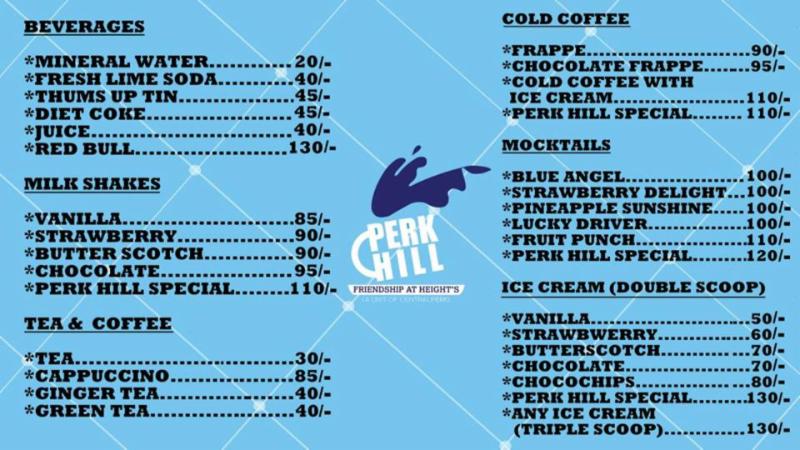 BEVERAGES
*MINERAL WATER..............20/-
*FRESH LIME SODA............40/-
*THUMS UP TIN..................45/-
*DIET COKE.......................45/-
*JUICE...............................40/-
*RED BULL.......................130/-
MILK SHAKES
*VANILLA..........................85/-
*STRAWBERRY..................90/-
*BUTTER SCOTCH..............90/-
*CHOCOLATE.....................95/-
*PERK HILL SPECIAL........110/-
TEA & COFFEE
*TEA.................................30/-
*CAPPUCCINO...................85/-
*GINGER TEA....................40/-
*GREEN TEA......................40/-
PERK
HILL
FRIENDSHIP AT HEIGHT'S
(A UNIT OF CENTRAL PERK)
COLD COFFEE
*FRAPPE...........................90/-
*CHOCOLATE FRAPPE.......95/-
*COLD COFFEE WITH
ICE CREAM.....................110/-
*PERK HILL SPECIAL........110/-
MOCKTAILS
*BLUE ANGEL..................100/-
*STRAWBERRY DELIGHT...100/-
*PINEAPPLE SUNSHINE.....100/-
*LUCKY DRIVER...............100/-
*FRUIT PUNCH.................110/-
*PERK HILL SPECIAL........120/-
ICE CREAM (DOUBLE SCOOP)
*VANILLA..........................50/-
*STRAWBWERRY...............60/-
*BUTTERSCOTCH...............70/-
*CHOCOLATE.....................70/-
*CHOCOCHIPS....................80/-
*PERK HILL SPECIAL........130/-
*ANY ICE CREAM
(TRIPLE SCOOP)..............130/-